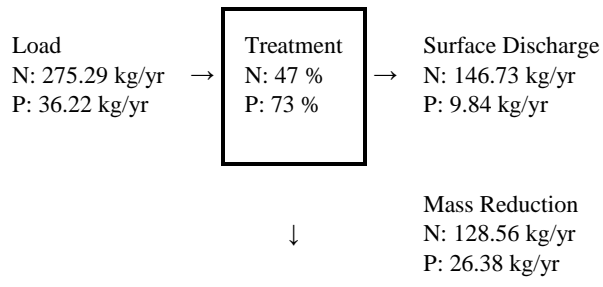 Load
N: 275.29 kg/yr
P: 36.22 kg/yr
→
Treatment
N: 47 %
P: 73 %
→
Surface Discharge
N: 146.73 kg/yr
P: 9.84 kg/yr
↓
Mass Reduction
N: 128.56 kg/yr
P: 26.38 kg/yr